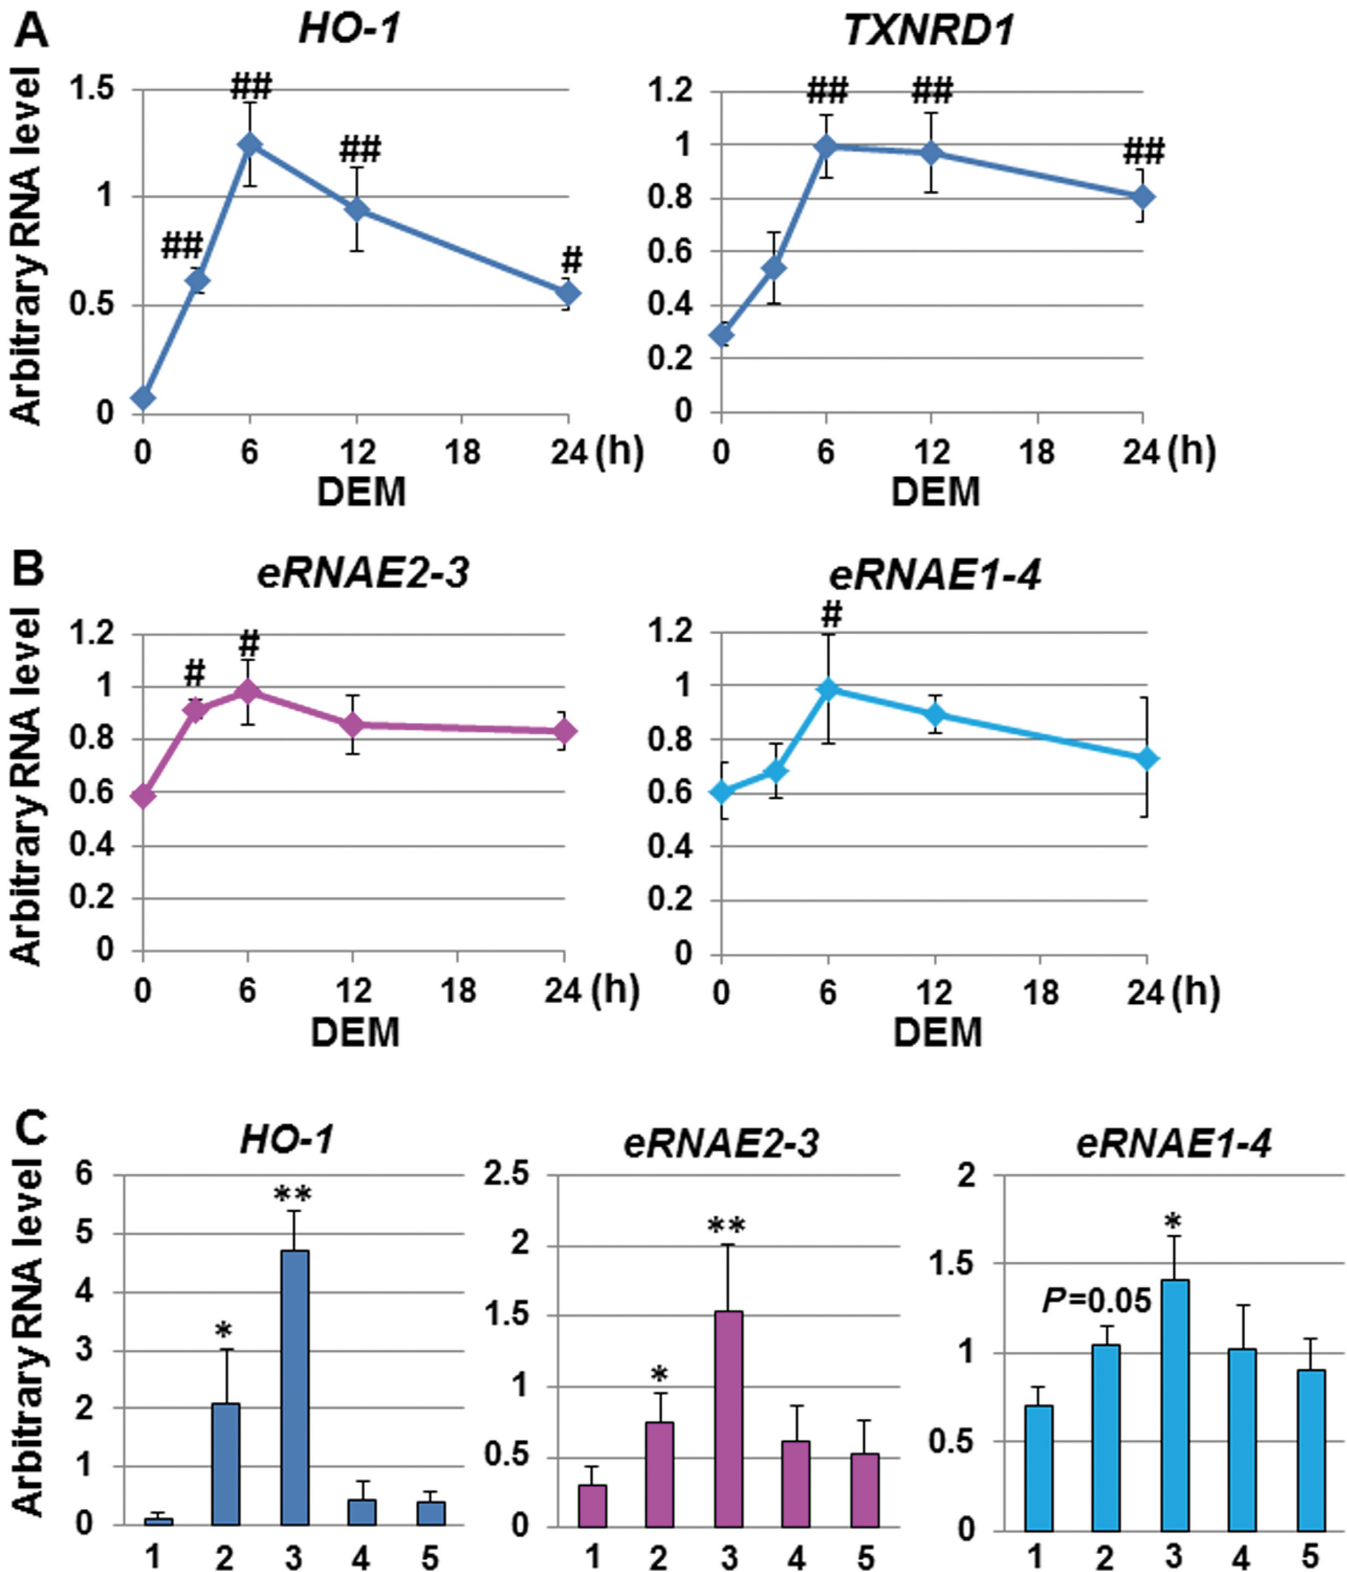 A
HO-1
TXNRD1
Arbitrary RNA level
1.5
1
0.5
0
##
##
##
#
0 6 12 18 24 (h)
DEM
1.2
1
0.8
0.6
0.4
0.2
0
##
##
##
0 6 12 18 24 (h)
DEM
B
eRNAE2-3
eRNAE1-4
Arbitrary RNA level
1.2
1
0.8
0.6
0.4
0.2
0
#
#
0 6 12 18 24 (h)
DEM
1.2
1
0.8
0.6
0.4
0.2
0
#
0 6 12 18 24 (h)
DEM
C
HO-1
eRNAE2-3
eRNAE1-4
Arbitrary RNA level
6
5
4
3
2
1
0
*
**
1 2 3 4 5
2.5
2
1.5
1
0.5
0
*
**
1 2 3 4 5
2
1.5
1
0.5
0
P=0.05
*
1 2 3 4 5